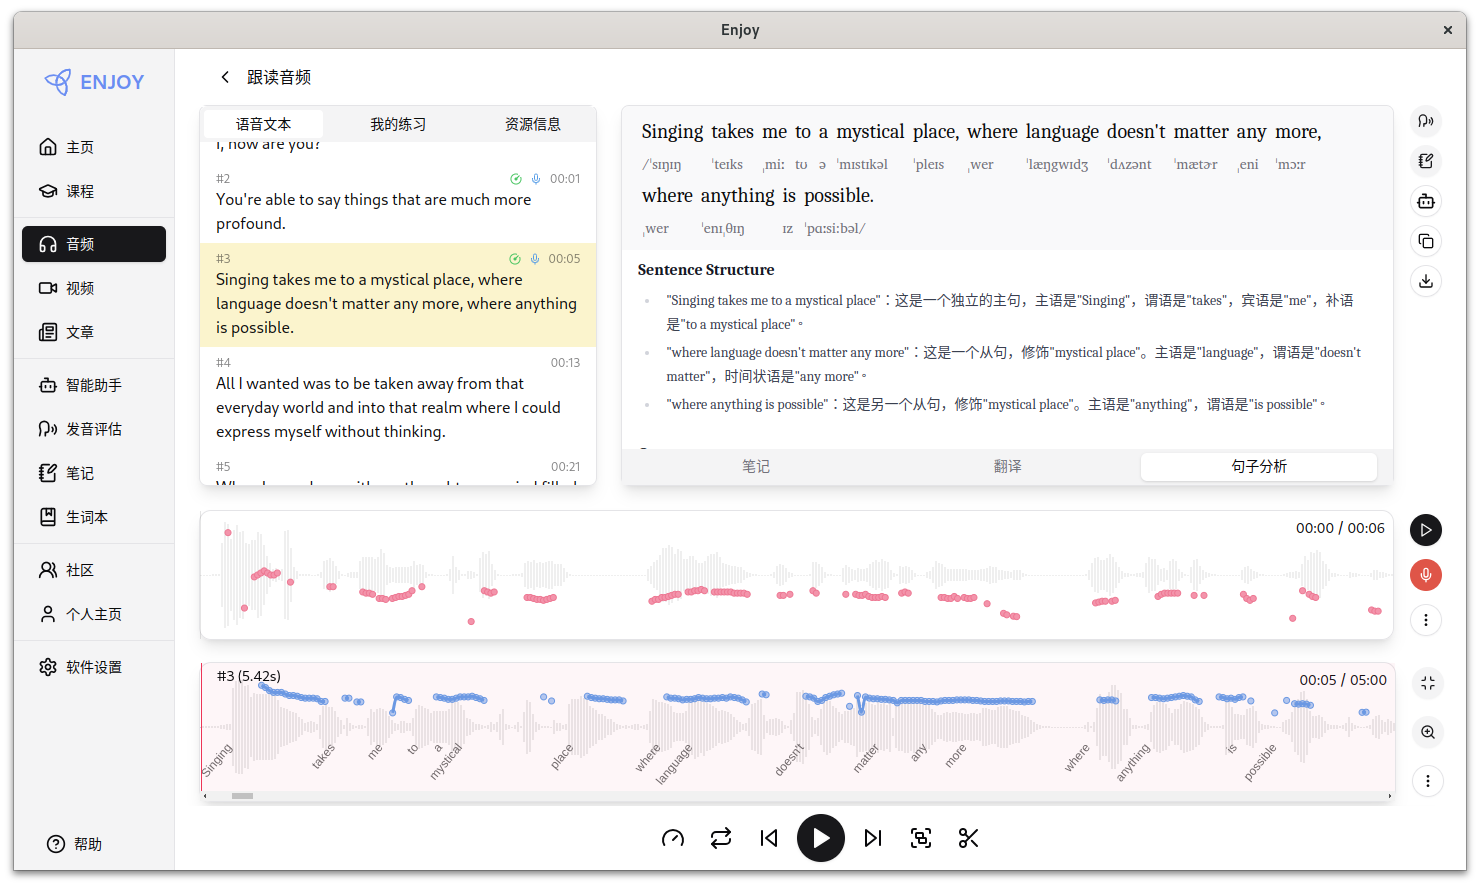 Enjoy
ENJOY
主页
课程
音频
视频
文章
智能助手
发音评估
笔记
生词本
社区
个人主页
软件设置
帮助
跟读音频
语音文本 我的练习 资源信息
i, how are you?
#2 00:01
You're able to say things that are much more
profound.
#3 00:05
Singing takes me to a mystical place, where
language doesn't matter any more, where anything
is possible.
#4 00:13
All I wanted was to be taken away from that
everyday world and into that realm where I could
express myself without thinking.
#5 00:21
Singing takes me to a mystical place, where language doesn't matter any more,
/ˈsɪŋɪŋ ˈteɪks ˌmiː tʊ ə ˈmɪstɪkəl ˈpleɪs ˌwer ˈlæŋgwɪdʒ ˈdʌzənt ˈmætɚr ˌeni ˈmɔːr
where anything is possible.
ˌwer ˈeniˌθɪŋ ɪz ˈpɑːsiːbəl/
Sentence Structure
"Singing takes me to a mystical place"：这是一个独立的主句，主语是"Singing"，谓语是"takes"，宾语是"me"，补语
是"to a mystical place"。
"where language doesn't matter any more"：这是一个从句，修饰"mystical place"。主语是"language"，谓语是"doesn't
matter"，时间状语是"any more"。
"where anything is possible"：这是另一个从句，修饰"mystical place"。主语是"anything"，谓语是"is possible"。
笔记 翻译 句子分析
00:00 / 00:06
#3 (5.42s) 00:05 / 05:00
Singing takes me to a mystical place where language doesn't matter any more where anything is possible